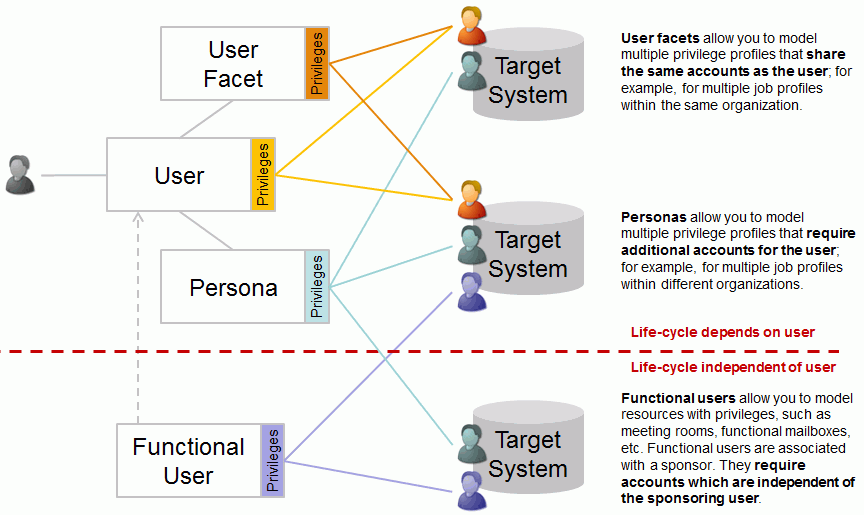 User
Facet
Privileges
Target
System
User facets allow you to model
multiple privilege profiles that share
the same accounts as the user; for
example, for multiple job profiles
within the same organization.
User
Privileges
Persona
Privileges
Target
System
Personas allow you to model
multiple privilege profiles that require
additional accounts for the user;
for example, for multiple job profiles
within different organizations.
Life-cycle depends on user
Life-cycle independent of user
Functional
User
Privileges
Target
System
Functional users allow you to model
resources with privileges, such as
meeting rooms, functional mailboxes,
etc. Functional users are associated
with a sponsor. They require
accounts which are independent of
the sponsoring user.